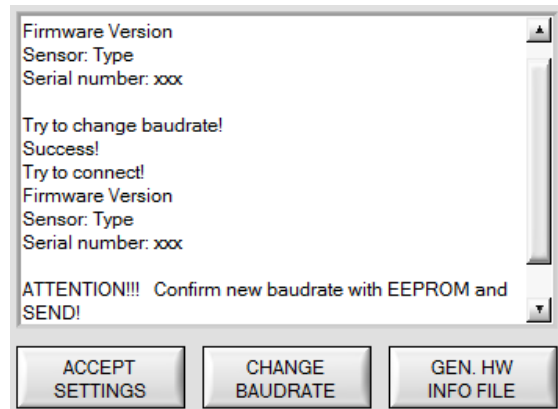 Firmware Version
Sensor: Type
Serial number: xxx
Try to change baudrate!
Success!
Try to connect!
Firmware Version
Sensor: Type
Serial number: xxx
ATTENTION!!!   Confirm new baudrate with EEPROM and
SEND!
ACCEPT
SETTINGS
CHANGE
BAUDRATE
GEN. HW
INFO FILE